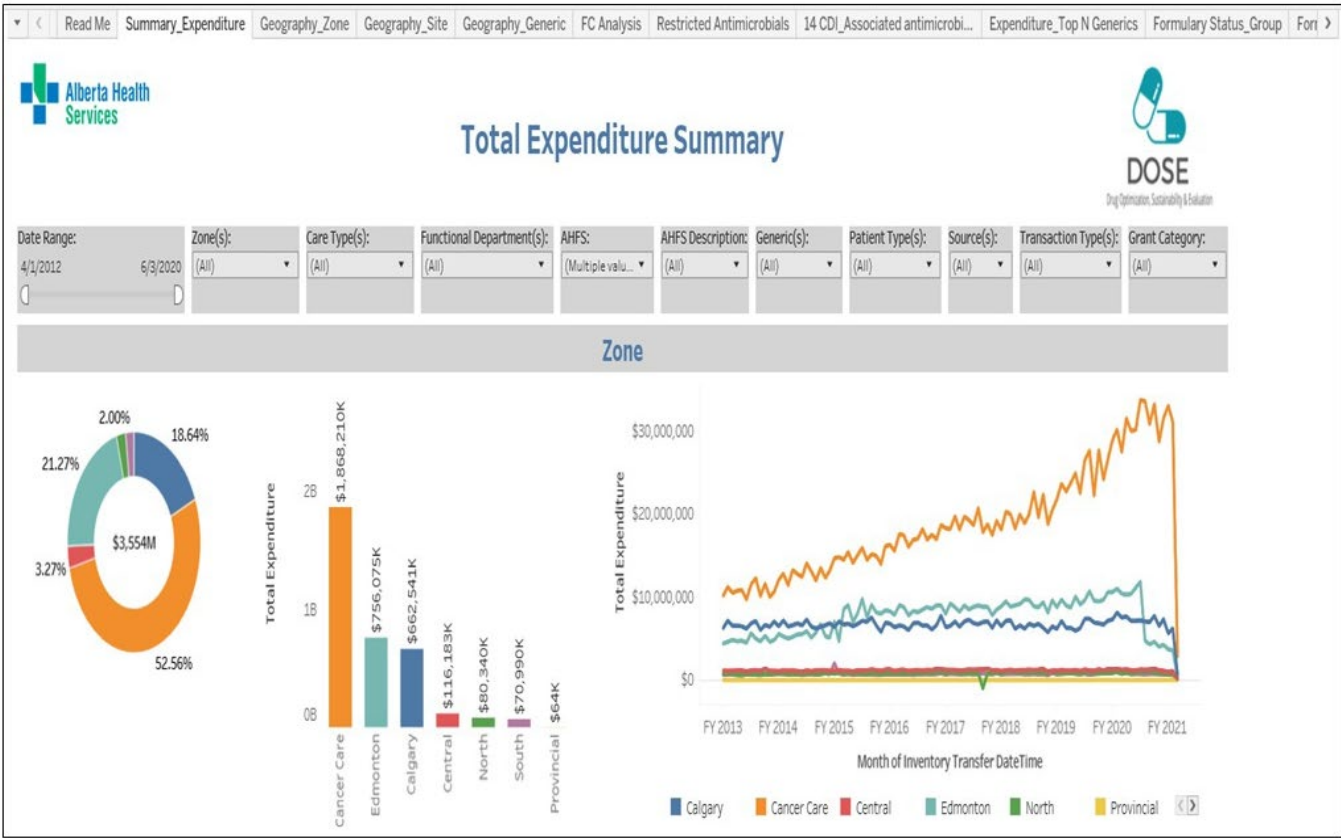 Read Me Summary_Expenditure Geography_Zone Geography_Site Geography_Generic FC Analysis Restricted Antimicrobials 14 CDI_Associated antimicrobi... Expenditure_Top N Generics Formulary Status_Group
Alberta Health
Services
Total Expenditure Summary
DOSE
Drug Optimization, Sustainability & Evaluation
Date Range: Zone(s): Care Type(s): Functional Department(s): AHFS: AHFS Description: Generic(s): Patient Type(s): Source(s): Transaction Type(s): Grant Category:
4/1/2012 6/3/2020 (All) (All) (All) (Multiple valu... (All) (All) (All) (All) (All) (All)
Zone
2.00%
18.64%
21.27%
$3,554M
3.27%
52.56%
Total Expenditure
2B
1B
0B
$1,868,210K
$756,075K
$662,541K
$116,183K
$80,340K
$70,990K
$64K
Cancer Care
Edmonton
Calgary
Central
North
South
Provincial
Total Expenditure
$30,000,000
$20,000,000
$10,000,000
$0
FY 2013 FY 2014 FY 2015 FY 2016 FY 2017 FY 2018 FY 2019 FY 2020 FY 2021
Month of Inventory Transfer DateTime
Calgary Cancer Care Central Edmonton North Provincial